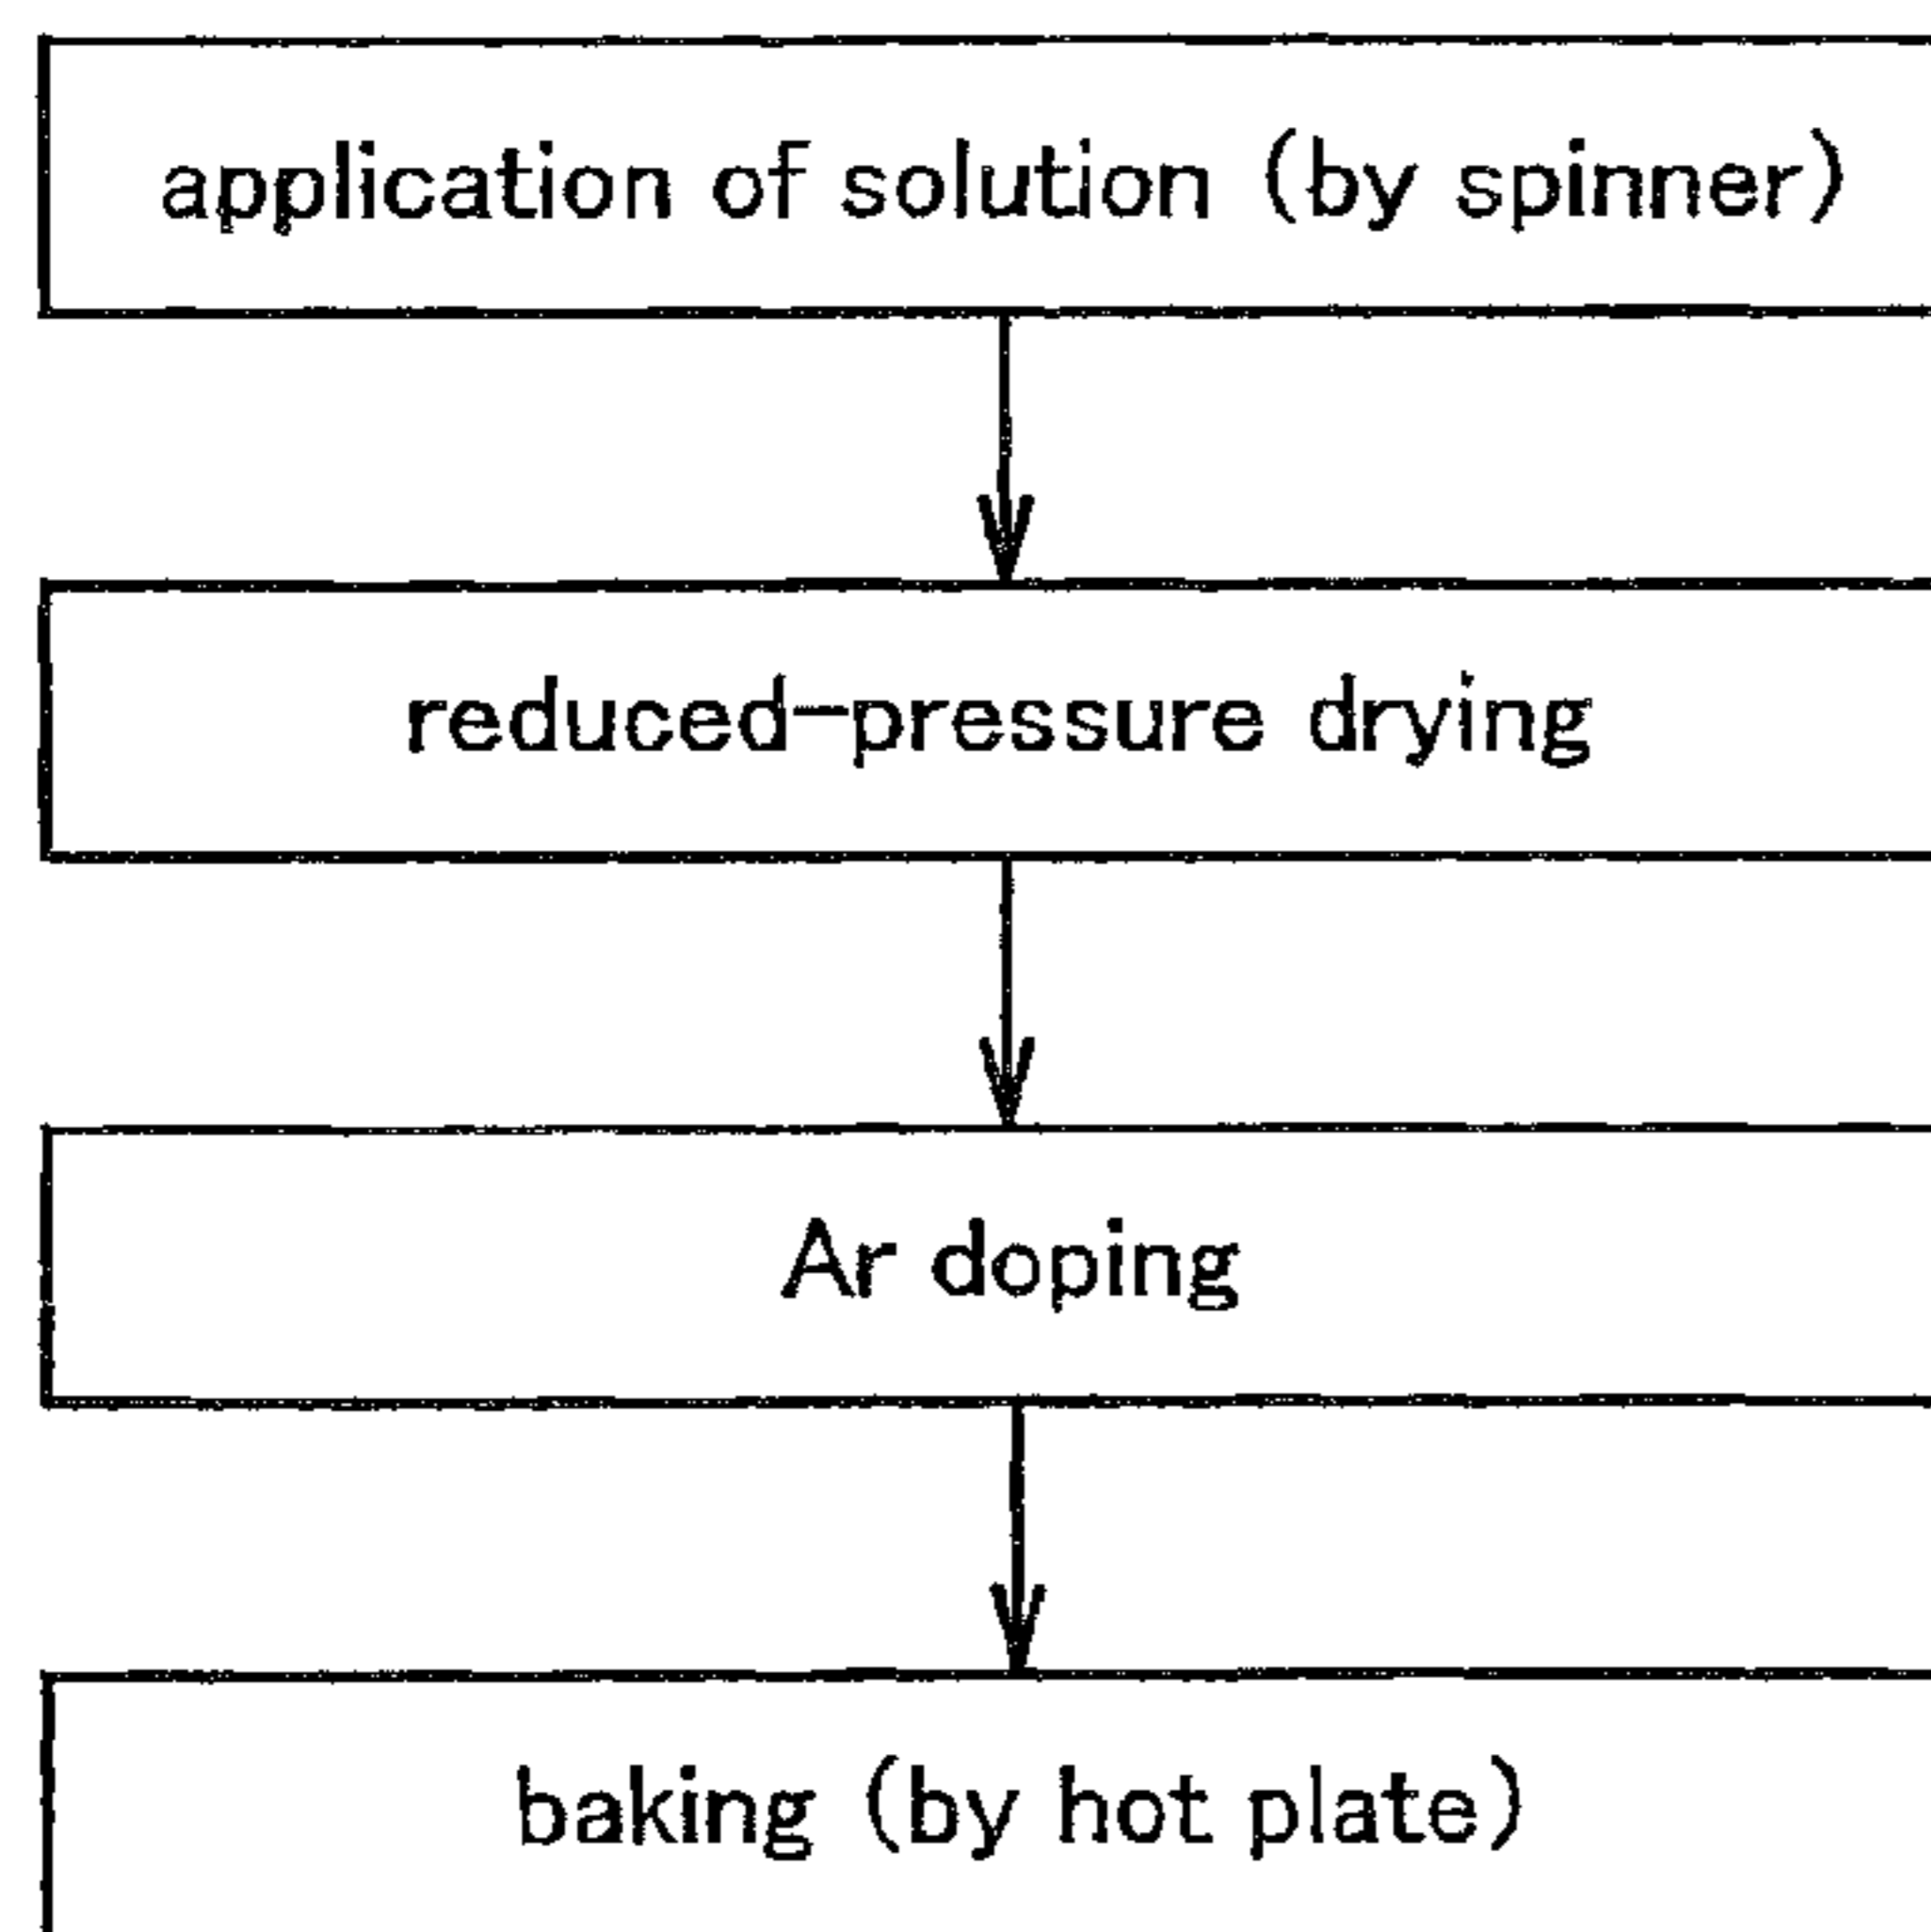 application of solution (by spinner)
reduced-pressure drying
Ar doping
baking (by hot plate)